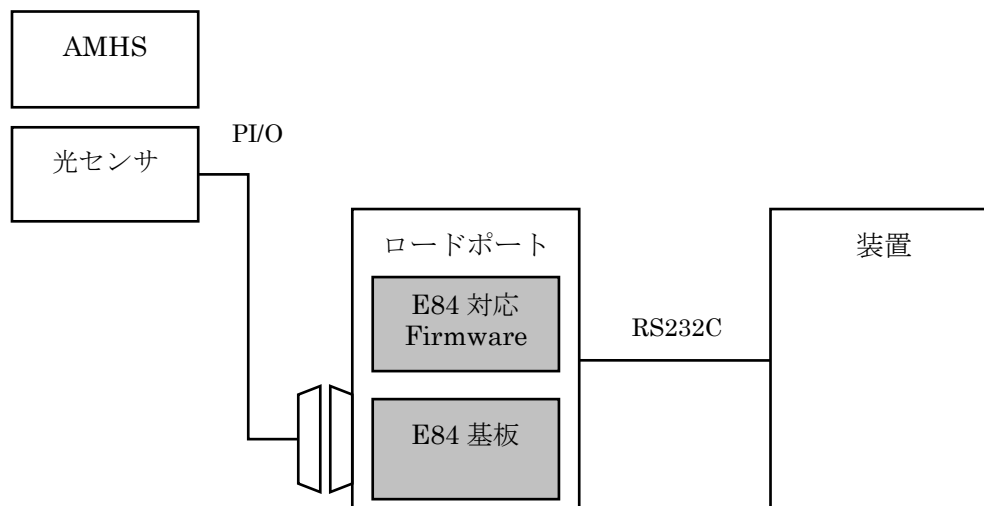 AMHS
PI/O
光センサ
ロードポート
装置
E84 対応
Firmware
RS232C
E84 基板